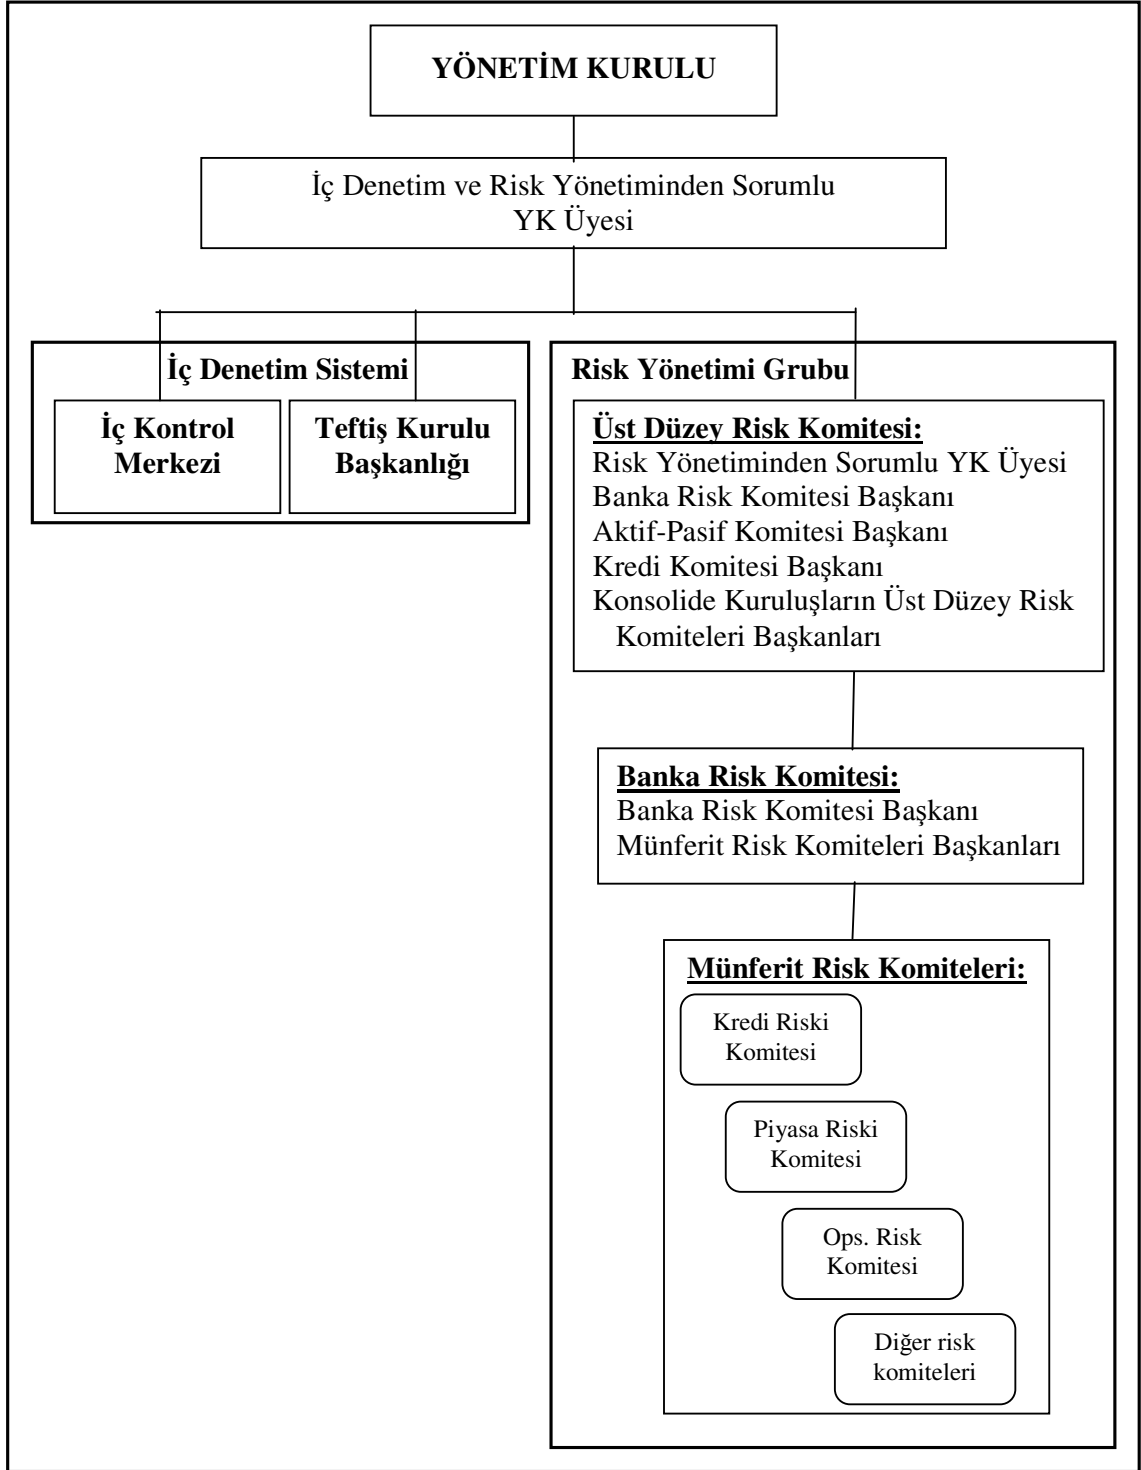 YÖNETİM KURULU
İç Denetim ve Risk Yönetiminden Sorumlu
YK Üyesi
İç Denetim Sistemi
İç Kontrol
Merkezi
Teftiş Kurulu
Başkanlığı
Risk Yönetimi Grubu
Üst Düzey Risk Komitesi:
Risk Yönetiminden Sorumlu YK Üyesi
Banka Risk Komitesi Başkanı
Aktif-Pasif Komitesi Başkanı
Kredi Komitesi Başkanı
Konsolide Kuruluşların Üst Düzey Risk
Komiteleri Başkanları
Banka Risk Komitesi:
Banka Risk Komitesi Başkanı
Münferit Risk Komiteleri Başkanları
Münferit Risk Komiteleri:
Kredi Riski
Komitesi
Piyasa Riski
Komitesi
Ops. Risk
Komitesi
Diğer risk
komiteleri